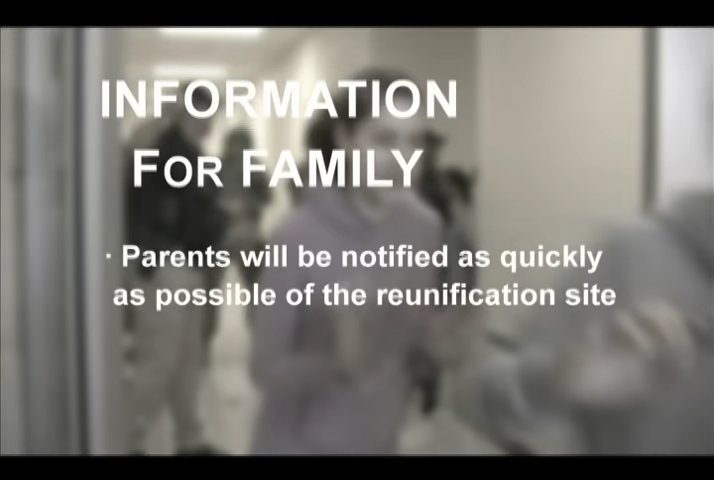 INFORMATION
FOR FAMILY
· Parents will be notified as quickly
as possible of the reunification site